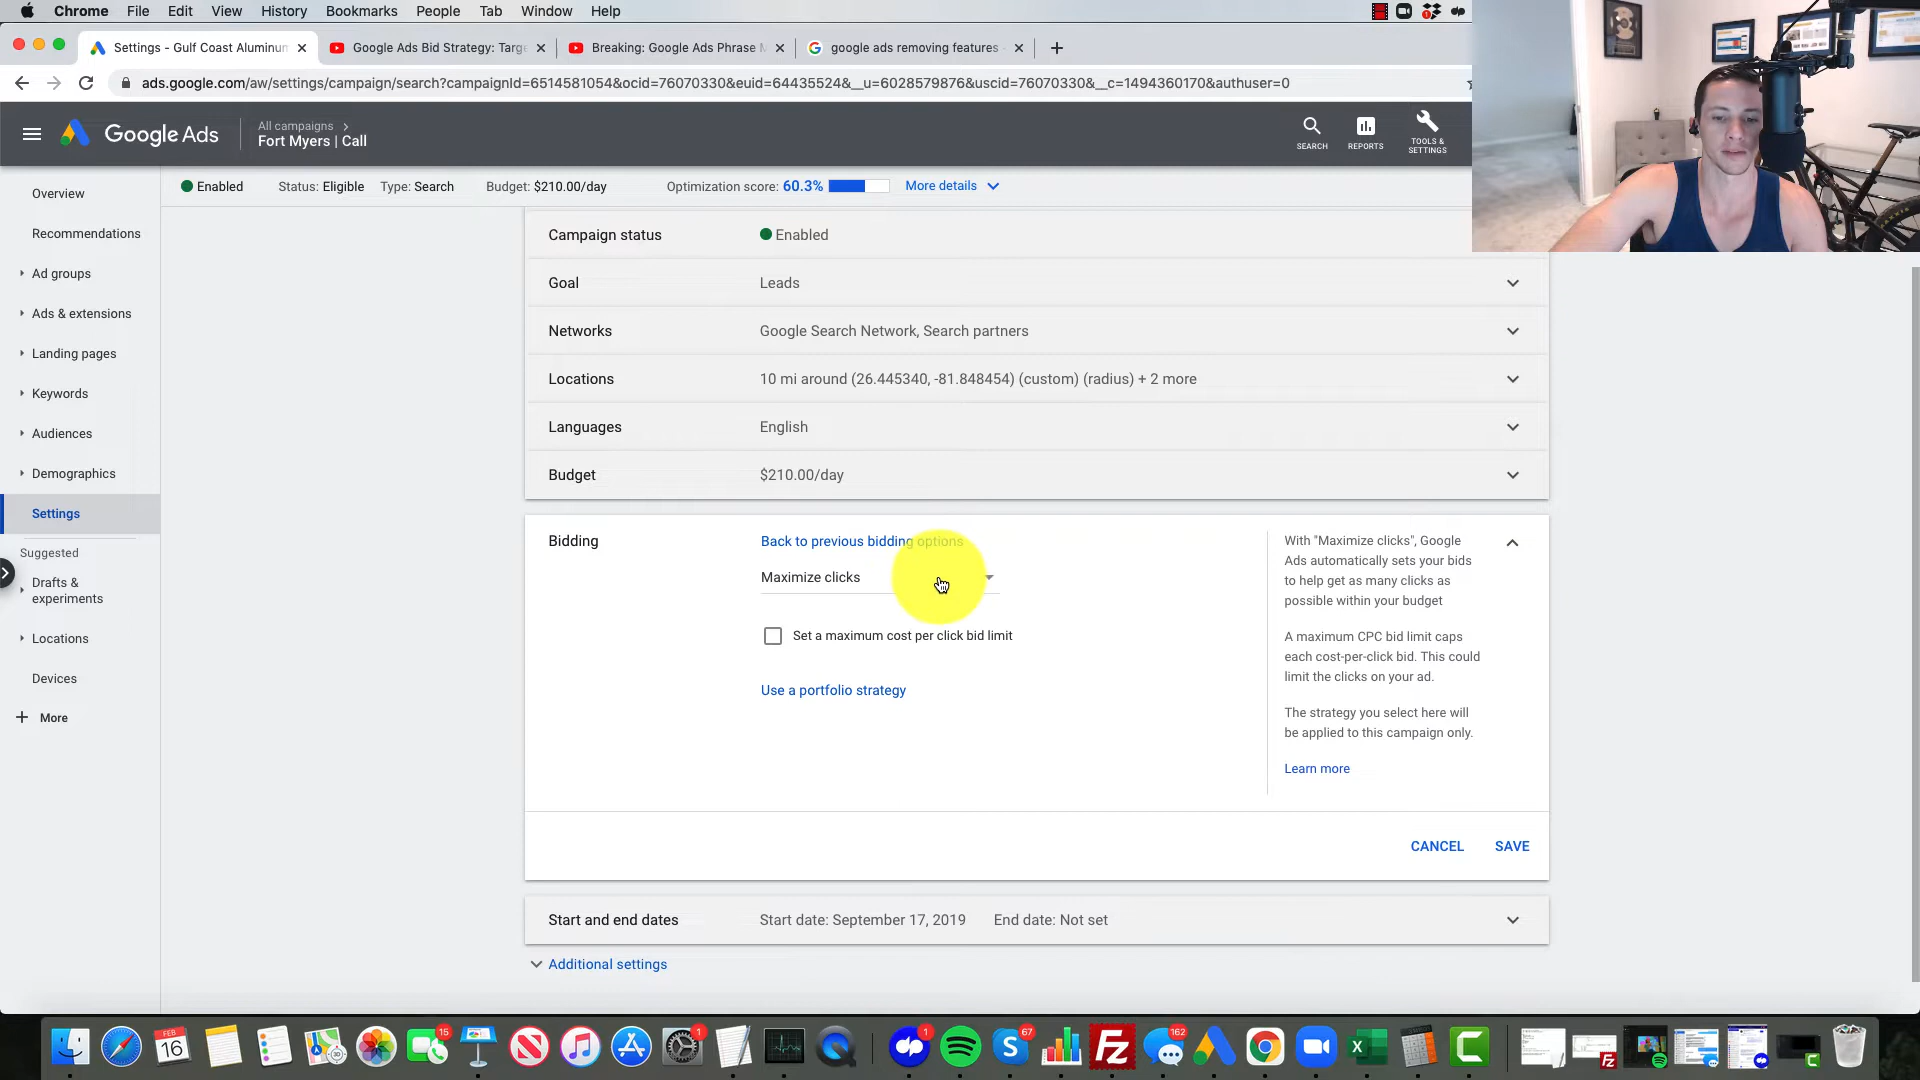 Chrome File Edit View History Bookmarks People Tab Window Help
Settings - Gulf Coast Aluminum
Google Ads Bid Strategy: Targe
Breaking: Google Ads Phrase M
google ads removing features -
ads.google.com/aw/settings/campaign/search?campaignId=6514581054&ocid=76070330&euid=64435524&__u=6028579876&uscid=76070330&__c=1494360170&authuser=0
Google Ads
All campaigns
Fort Myers | Call
SEARCH
REPORTS
TOOLS &
SETTINGS
Enabled Status: Eligible Type: Search Budget: $210.00/day Optimization score: 60.3% More details
Overview
Recommendations
Ad groups
Ads & extensions
Landing pages
Keywords
Audiences
Demographics
Settings
Suggested
Drafts &
experiments
Locations
Devices
More
Campaign status Enabled
Goal Leads
Networks Google Search Network, Search partners
Locations 10 mi around (26.445340, -81.848454) (custom) (radius) + 2 more
Languages English
Budget $210.00/day
Bidding
Back to previous bidding options
Maximize clicks
Set a maximum cost per click bid limit
Use a portfolio strategy
With "Maximize clicks", Google
Ads automatically sets your bids
to help get as many clicks as
possible within your budget
A maximum CPC bid limit caps
each cost-per-click bid. This could
limit the clicks on your ad.
The strategy you select here will
be applied to this campaign only.
Learn more
CANCEL SAVE
Start and end dates Start date: September 17, 2019 End date: Not set
Additional settings
FEB
16
15
1
1
67
162